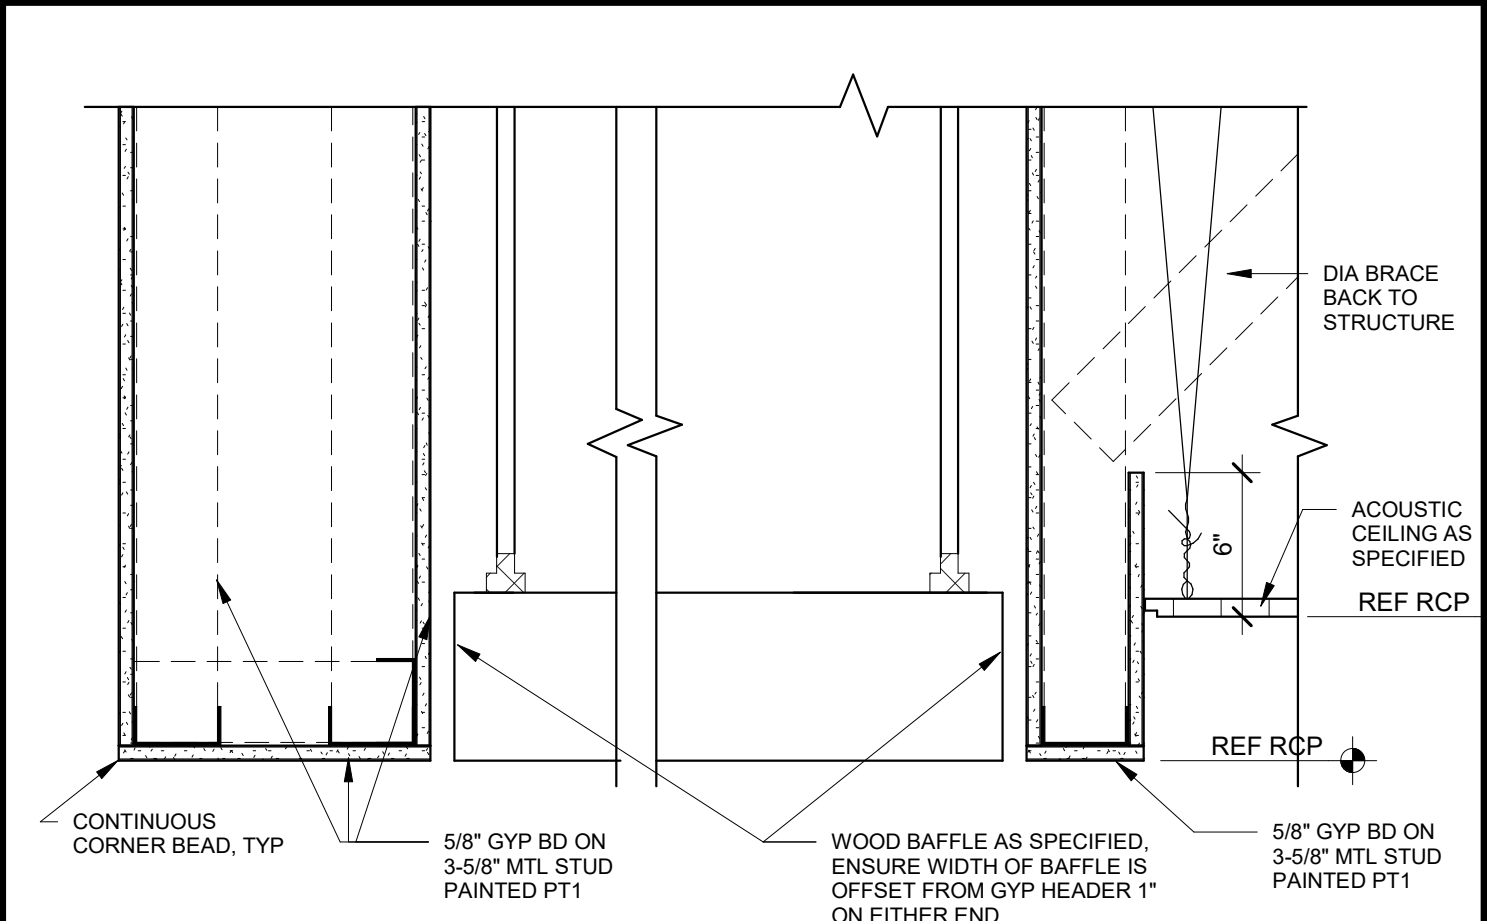 DIA BRACE
BACK TO
STRUCTURE
6"
ACOUSTIC
CEILING AS
SPECIFIED
REF RCP
REF RCP
CONTINUOUS
CORNER BEAD, TYP
5/8" GYP BD ON
3-5/8" MTL STUD
PAINTED PT1
WOOD BAFFLE AS SPECIFIED,
ENSURE WIDTH OF BAFFLE IS
OFFSET FROM GYP HEADER 1"
ON EITHER END
5/8" GYP BD ON
3-5/8" MTL STUD
PAINTED PT1